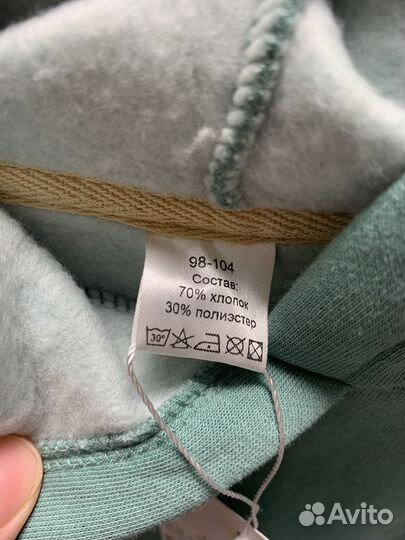 98-104
Состав:
70% хлопок
30% полиэстер
30°
Avito